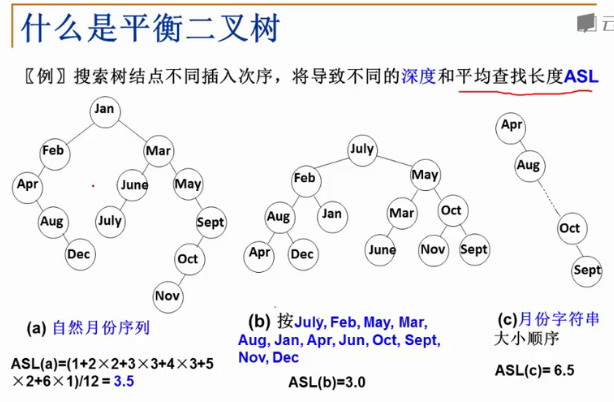 什么是平衡二叉树
云
〖例〗搜索树结点不同插入次序，将导致不同的深度和平均查找长度ASL
Jan
Feb
Mar
Apr
June
May
Aug
July
Sept
Dec
Oct
Nov
July
Feb
May
Aug
Jan
Mar
Oct
Apr
Dec
June
Nov
Sept
Apr
Aug
Oct
Sept
(a) 自然月份序列
ASL(a)=(1+2×2+3×3+4×3+5
×2+6×1)/12 = 3.5
(b) 按July, Feb, May, Mar,
Aug, Jan, Apr, Jun, Oct, Sept,
Nov, Dec
ASL(b)=3.0
(c)月份字符串
大小顺序
ASL(c)= 6.5